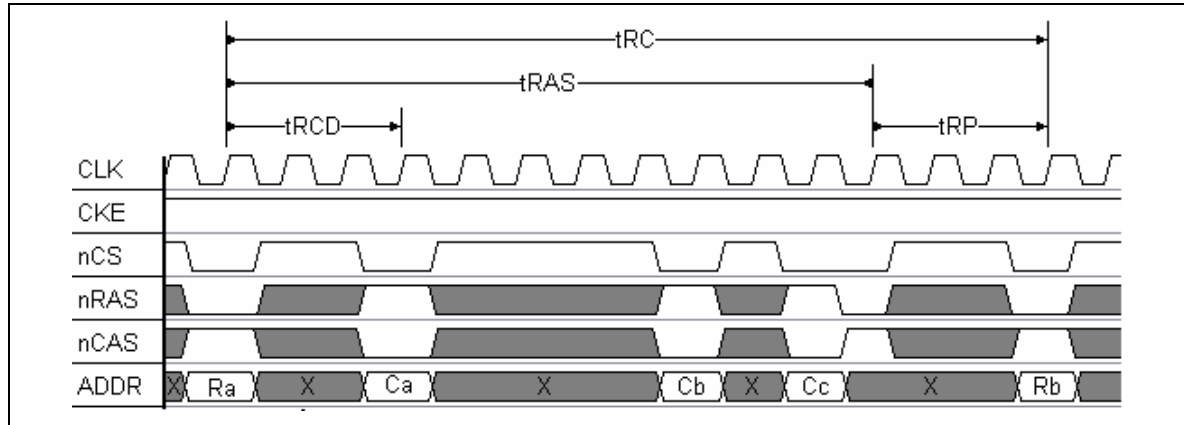 tRC
tRAS
tRCD
tRP
CLK
CKE
nCS
nRAS
nCAS
ADDR X Ra X Ca X Cb X Cc X Rb